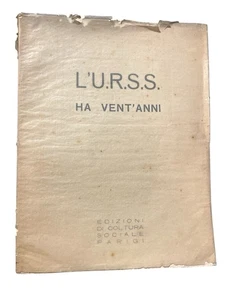 L'U.R.S.S.
HA VENT'ANNI
EDIZIONI
DI COLTURA
SOCIALE
PARIGI